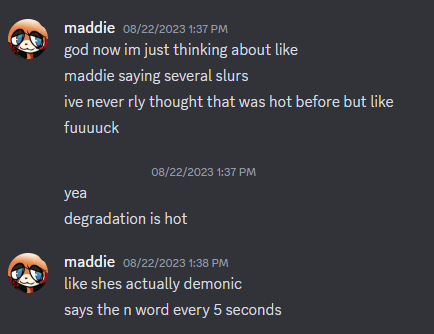 maddie 08/22/2023 1:37 PM
god now im just thinking about like
maddie saying several slurs
ive never rly thought that was hot before but like
fuuuuck
08/22/2023 1:37 PM
yea
degradation is hot
maddie 08/22/2023 1:38 PM
like shes actually demonic
says the n word every 5 seconds